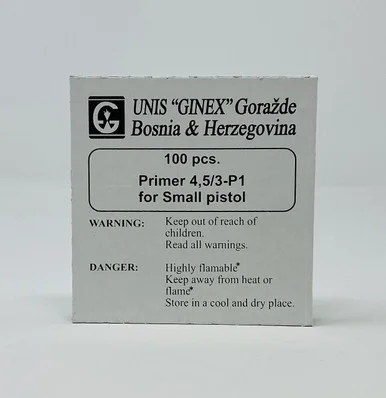 UNIS "GINEX" Goražde
Bosnia & Herzegovina
100 pcs.
Primer 4,5/3-P1
for Small pistol
WARNING: Keep out of reach of
children.
Read all warnings.
DANGER: Highly flamable*
Keep away from heat or
flame*
Store in a cool and dry place.